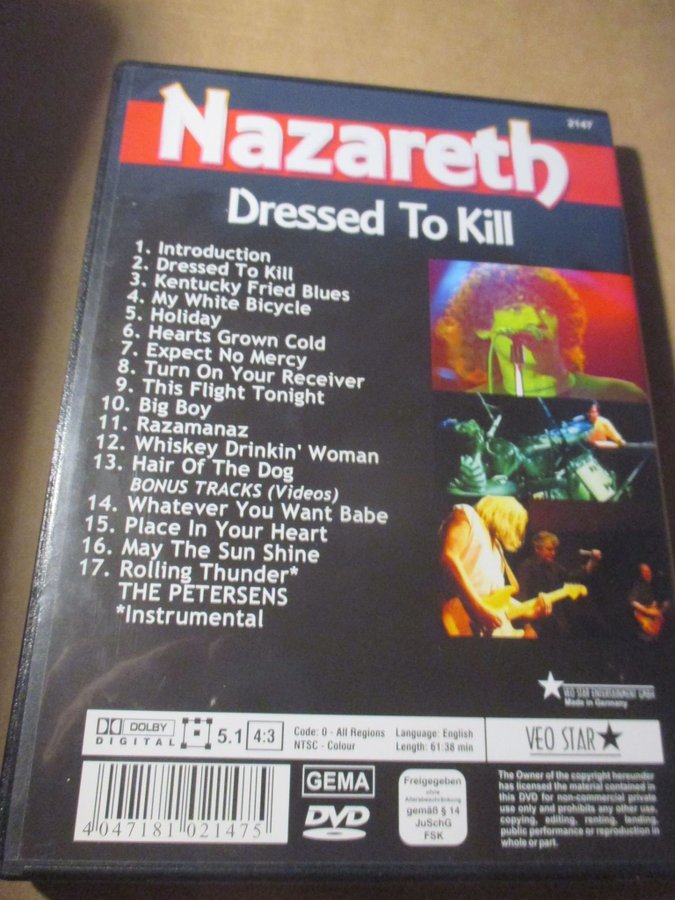 Nazareth
2147
Dressed To Kill
1. Introduction
2. Dressed To Kill
3. Kentucky Fried Blues
4. My White Bicycle
5. Holiday
6. Hearts Grown Cold
7. Expect No Mercy
8. Turn On Your Receiver
9. This Flight Tonight
10. Big Boy
11. Razamanaz
12. Whiskey Drinkin' Woman
13. Hair Of The Dog
BONUS TRACKS (Videos)
14. Whatever You Want Babe
15. Place In Your Heart
16. May The Sun Shine
17. Rolling Thunder*
THE PETERSENS
*Instrumental
VEO STAR ENTERTAINMENT GMBH
Made in Germany
DOLBY
DIGITAL
5.1
4:3
Code: 0 - All Regions
NTSC - Colour
Language: English
Length: 61:38 min
VEO STAR
4 047181 021475
GEMA
DVD
Freigegeben
ohne
Altersbeschränkung
gemäß § 14
JuSchG
FSK
The Owner of the copyright hereunder
has licensed the material contained in
this DVD for non-commercial private
use only and prohibits any other use,
copying, editing, renting, lending,
public performance or reproduction in
whole or part.